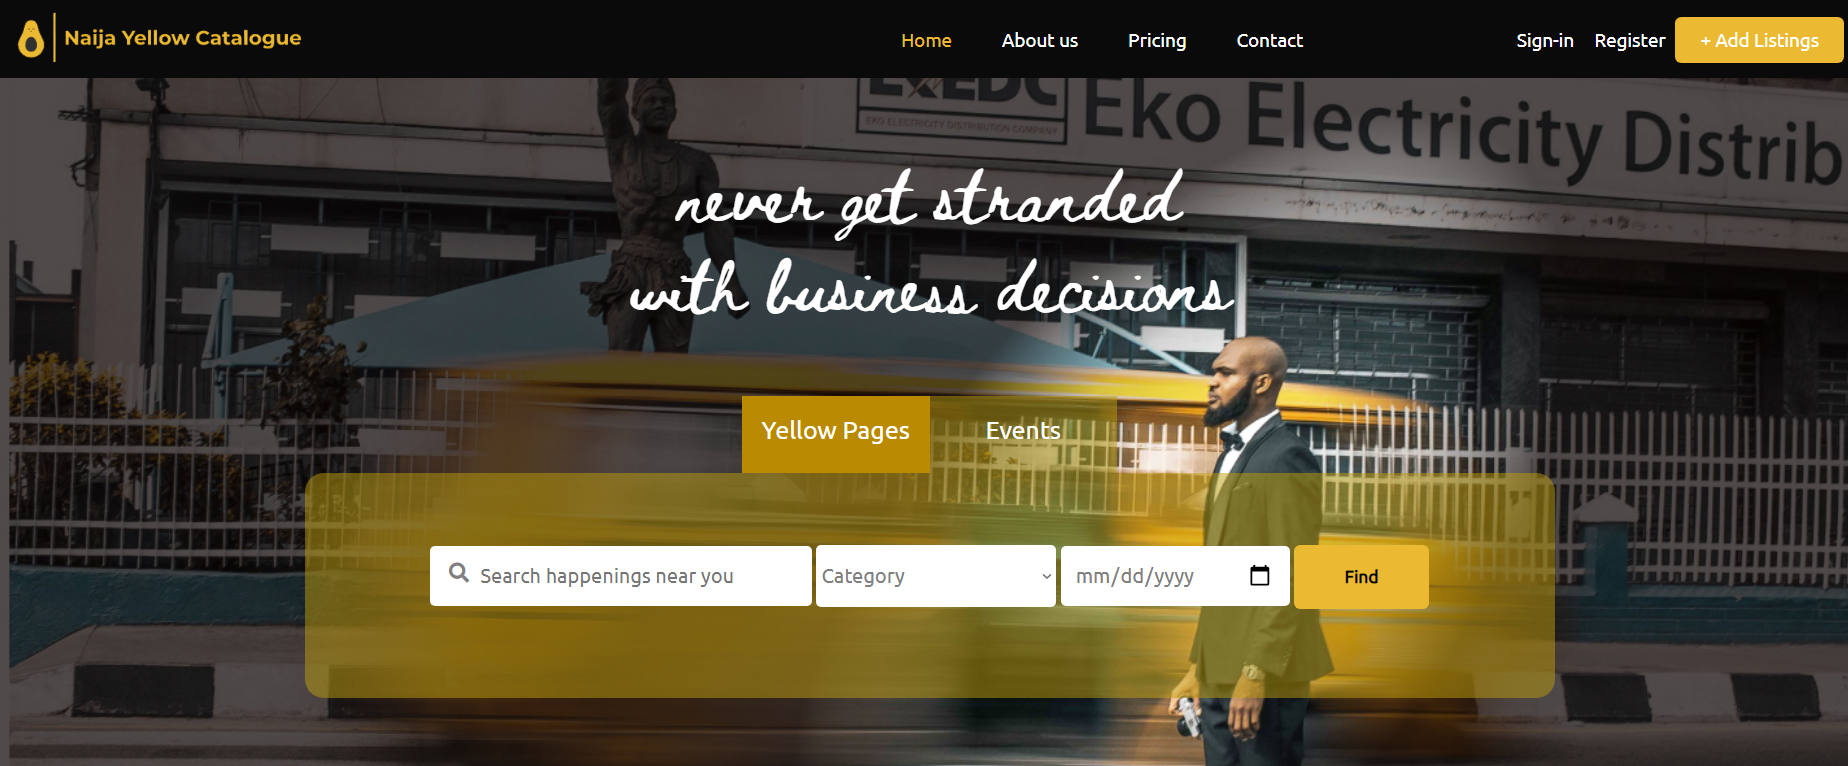 Naija Yellow Catalogue
Home About us Pricing Contact
Sign-in Register + Add Listings
EKEDC
EKO ELECTRICITY DISTRIBUTION COMPANY
Eko Electricity Distrib
never get stranded
with business decisions
Yellow Pages Events
Search happenings near you Category mm/dd/yyyy Find